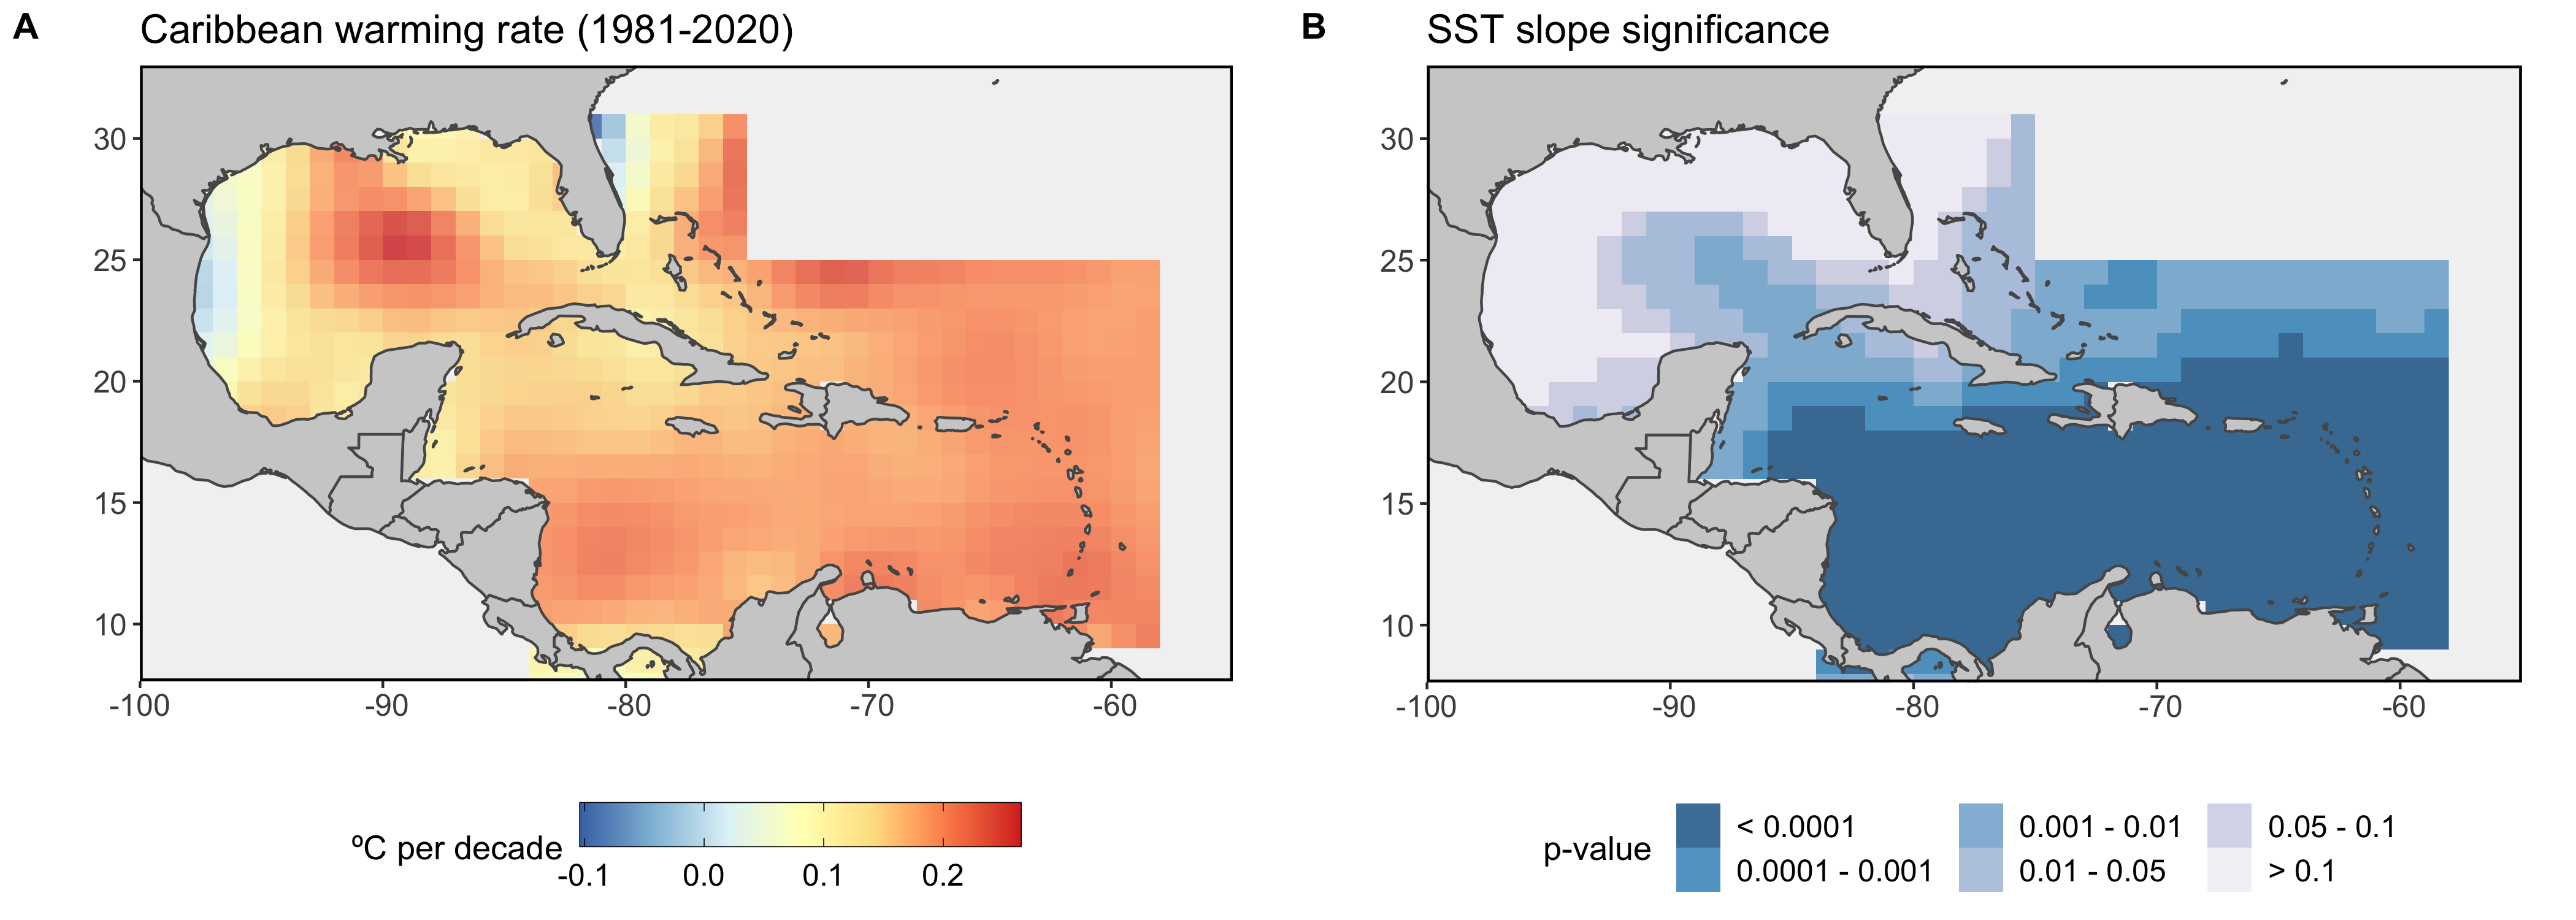 A Caribbean warming rate (1981-2020)
30
25
20
15
10
-100 -90 -80 -70 -60
ºC per decade
-0.1 0.0 0.1 0.2
B SST slope significance
30
25
20
15
10
-100 -90 -80 -70 -60
p-value
< 0.0001 0.001 - 0.01 0.05 - 0.1
0.0001 - 0.001 0.01 - 0.05 > 0.1